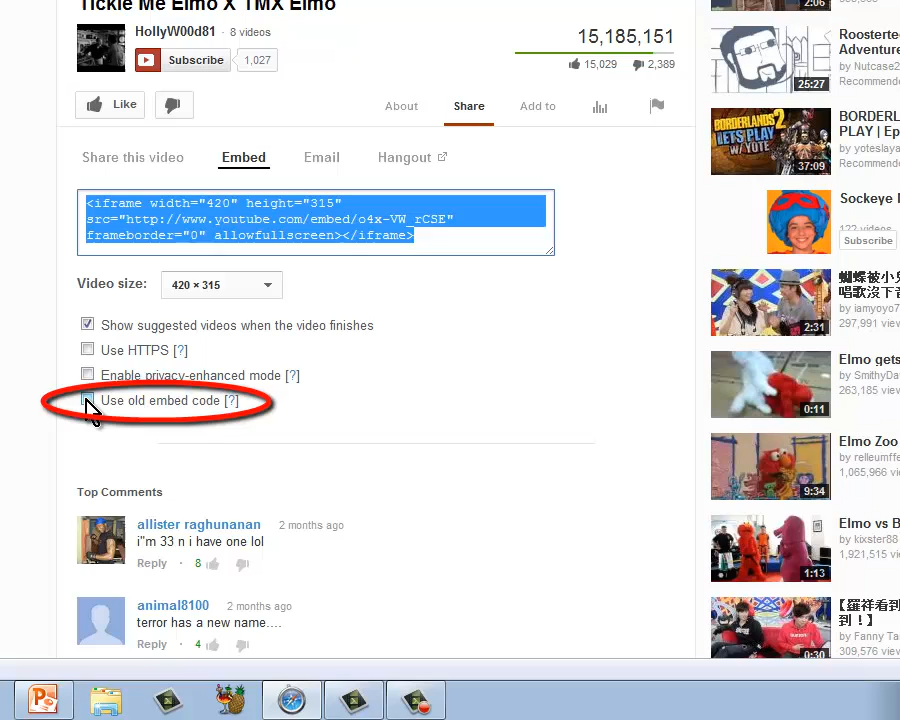 Tickle Me Elmo X TMX Elmo
HollyW00d81 · 8 videos
Subscribe 1,027
15,185,151
15,029 2,389
Like
About Share Add to
Share this video Embed Email Hangout
<iframe width="420" height="315"
src="http://www.youtube.com/embed/o4x-VW_rCSE"
frameborder="0" allowfullscreen></iframe>
Video size: 420 × 315
Show suggested videos when the video finishes
Use HTTPS [?]
Enable privacy-enhanced mode [?]
Use old embed code [?]
Top Comments
allister raghunanan 2 months ago
i"m 33 n i have one lol
Reply · 8
animal8100 2 months ago
terror has a new name....
Reply · 4
2:06
Roosterte
Adventure
by Nutcase2
Recommend
25:27
BORDERLANDS 2
LET'S PLAY
W/ YOTE
37:09
BORDERL
PLAY | Ep
by yoteslaya
Recommend
Sockeye
122 videos
Subscribe
蝴蝶被小
唱歌沒下
by iamyoyo7
297,991 view
2:31
Elmo gets
by SmithyDa
263,185 view
0:11
Elmo Zoo
by relleumffe
1,065,966 vie
9:34
Elmo vs B
by kixster88
1,921,515 vie
1:13
【羅祥看到
到！】
by Fanny Ta
309,576 view
0:30
P